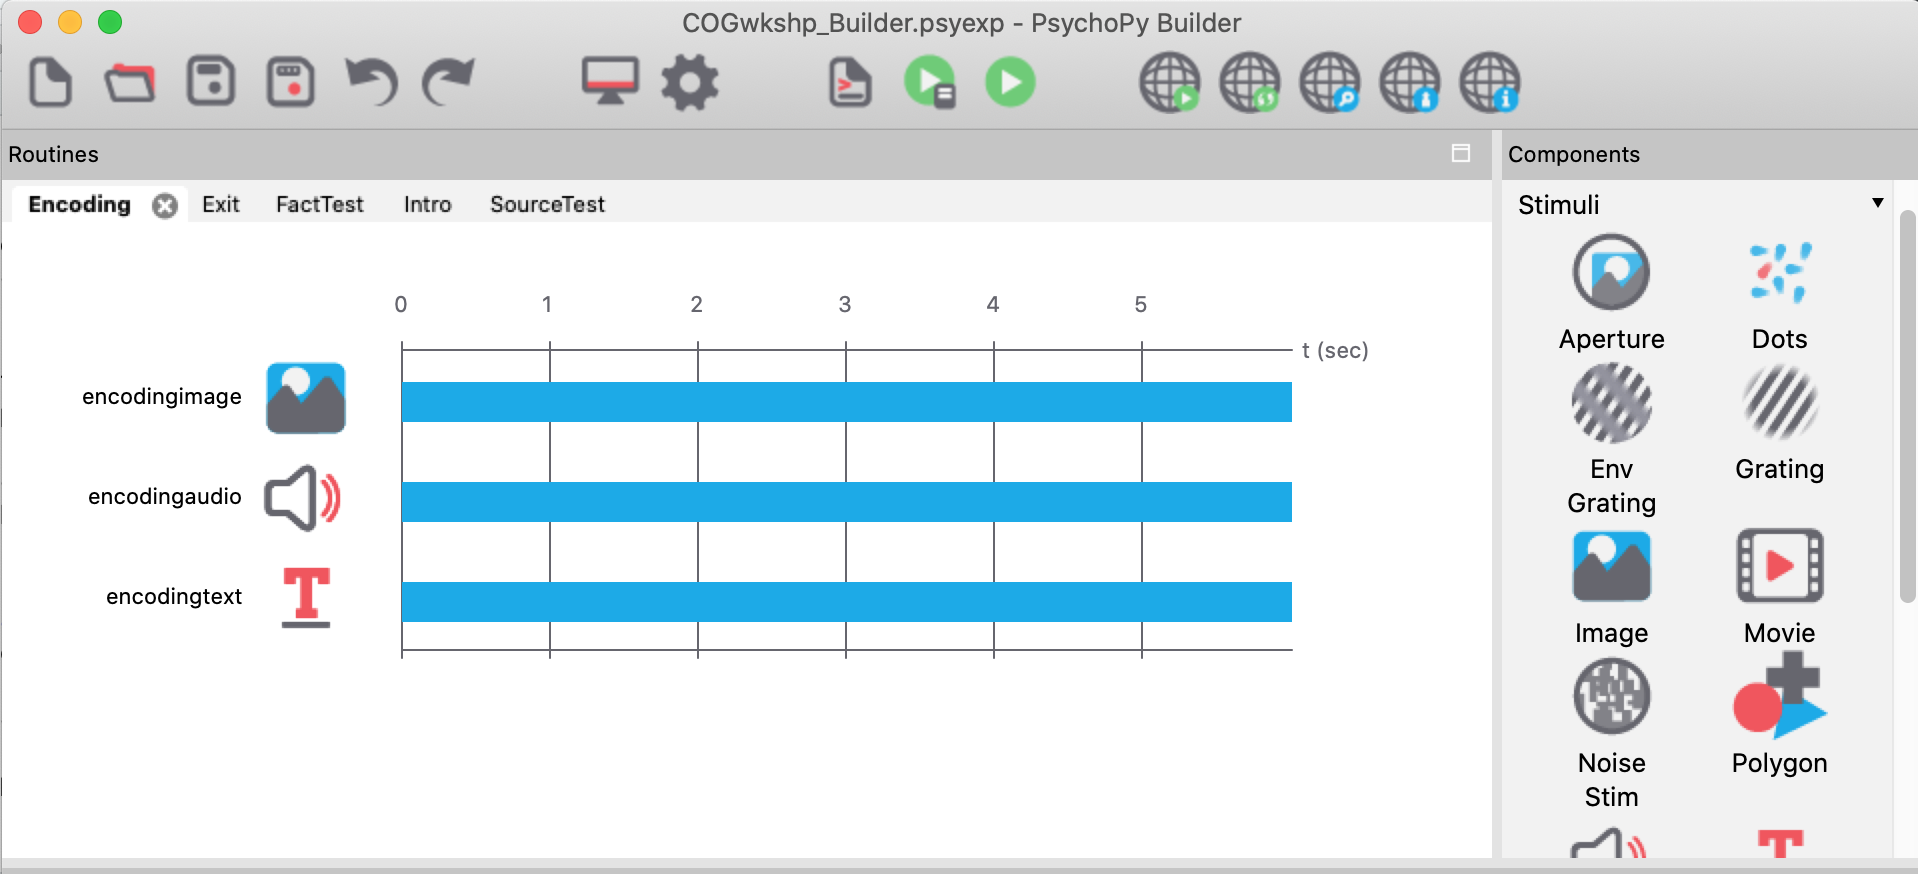 COGwkshp_Builder.psyexp - PsychoPy Builder
Routines
Components
Encoding Exit FactTest Intro SourceTest
Stimuli
0 1 2 3 4 5
t (sec)
encodingimage
encodingaudio
encodingtext
Aperture Dots
Env
Grating
Grating
Image Movie
Noise
Stim
Polygon